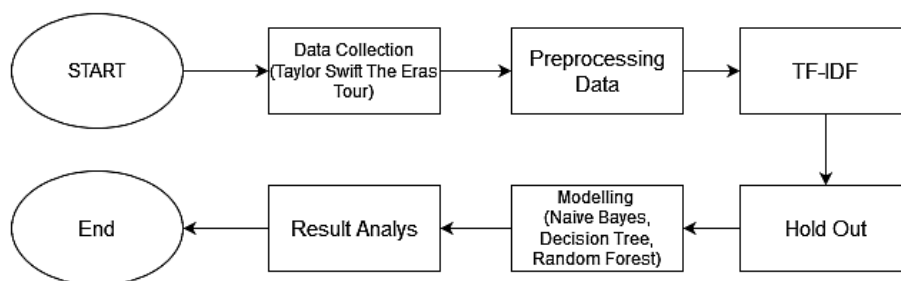 START
Data Collection
(Taylor Swift The Eras
Tour)
Preprocessing
Data
TF-IDF
Hold Out
Modelling
(Naive Bayes,
Decision Tree,
Random Forest)
Result Analys
End